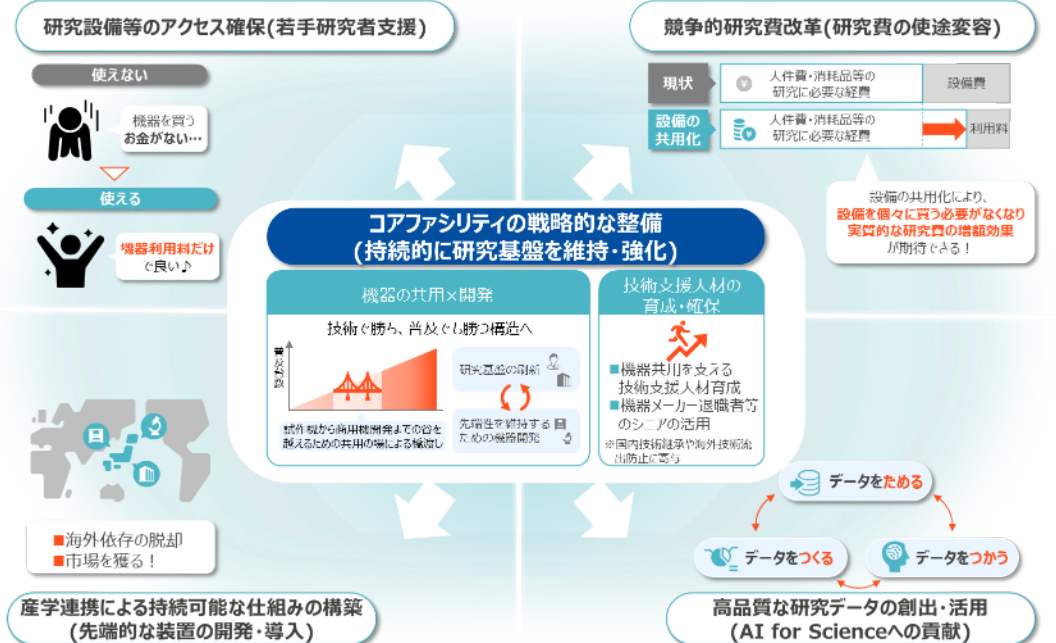 研究設備等のアクセス確保(若手研究者支援)
使えない
機器を買う
お金がない…
使える
機器利用料だけ
で良い♪
競争的研究費改革(研究費の使途変容)
現状
人件費・消耗品等の
研究に必要な経費
設備費
設備の
共用化
人件費・消耗品等の
研究に必要な経費
利用料
設備の共用化により、
設備を個々に買う必要がなくなり
実質的な研究費の増額効果
が期待できる！
コアファシリティの戦略的な整備
(持続的に研究基盤を維持・強化)
機器の共用×開発
技術で勝ち、普及でも勝つ構造へ
普及台数
試作機から商用機開発までの谷を
越えるための共用の場による橋渡し
研究基盤の刷新
先端性を維持する
ための機器開発
技術支援人材の
育成・確保
■機器共用を支える
技術支援人材育成
■機器メーカー退職者等
のシニアの活用
※国内技術継承や海外技術流
出防止に寄与
■海外依存の脱却
■市場を獲る！
産学連携による持続可能な仕組みの構築
(先端的な装置の開発・導入)
データをためる
データをつくる
データをつかう
高品質な研究データの創出・活用
(AI for Scienceへの貢献)